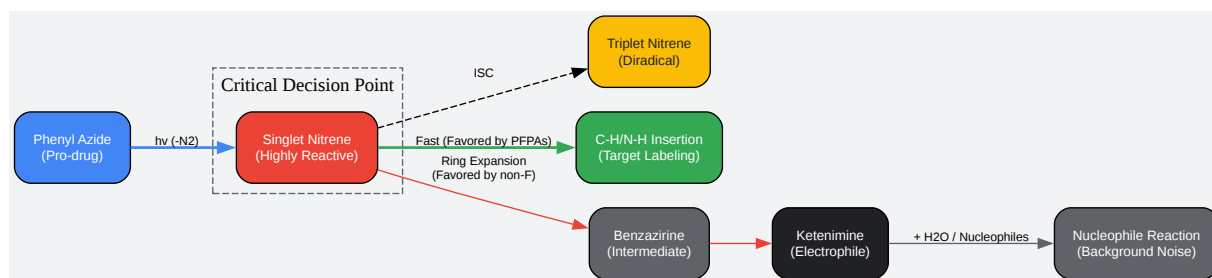 Triplet Nitrene
(Diradical)
ISC
Critical Decision Point
Phenyl Azide
(Pro-drug)
hv (-N2)
Singlet Nitrene
(Highly Reactive)
Fast (Favored by PFPAs)
C-H/N-H Insertion
(Target Labeling)
Ring Expansion
(Favored by non-F)
Benzazirine
(Intermediate)
Ketenimine
(Electrophile)
+ H2O / Nucleophiles
Nucleophile Reaction
(Background Noise)